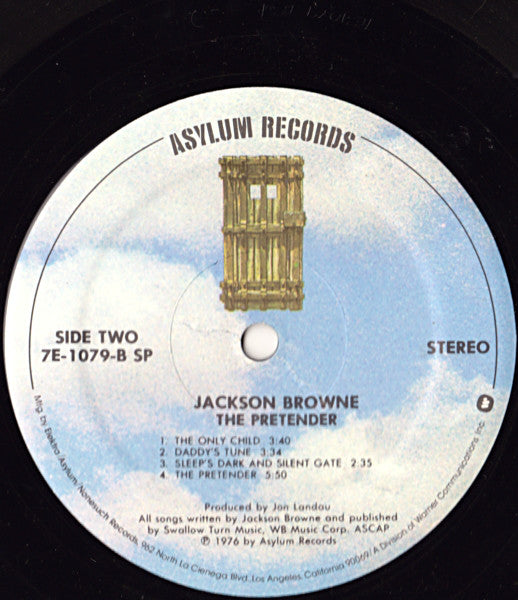 ASYLUM RECORDS
SIDE TWO
7E-1079-B SP
STEREO
JACKSON BROWNE
THE PRETENDER
1. THE ONLY CHILD 3:40
2. DADDY'S TUNE 3:34
3. SLEEP'S DARK AND SILENT GATE 2:35
4. THE PRETENDER 5:50
Produced by Jon Landau
All songs written by Jackson Browne and published
by Swallow Turn Music, WB Music Corp. ASCAP
℗ 1976 by Asylum Records
Mfg. by Elektra/Asylum/Nonesuch Records, 962 North La Cienega Blvd., Los Angeles, California 90069/A Division of Warner Communications Inc.